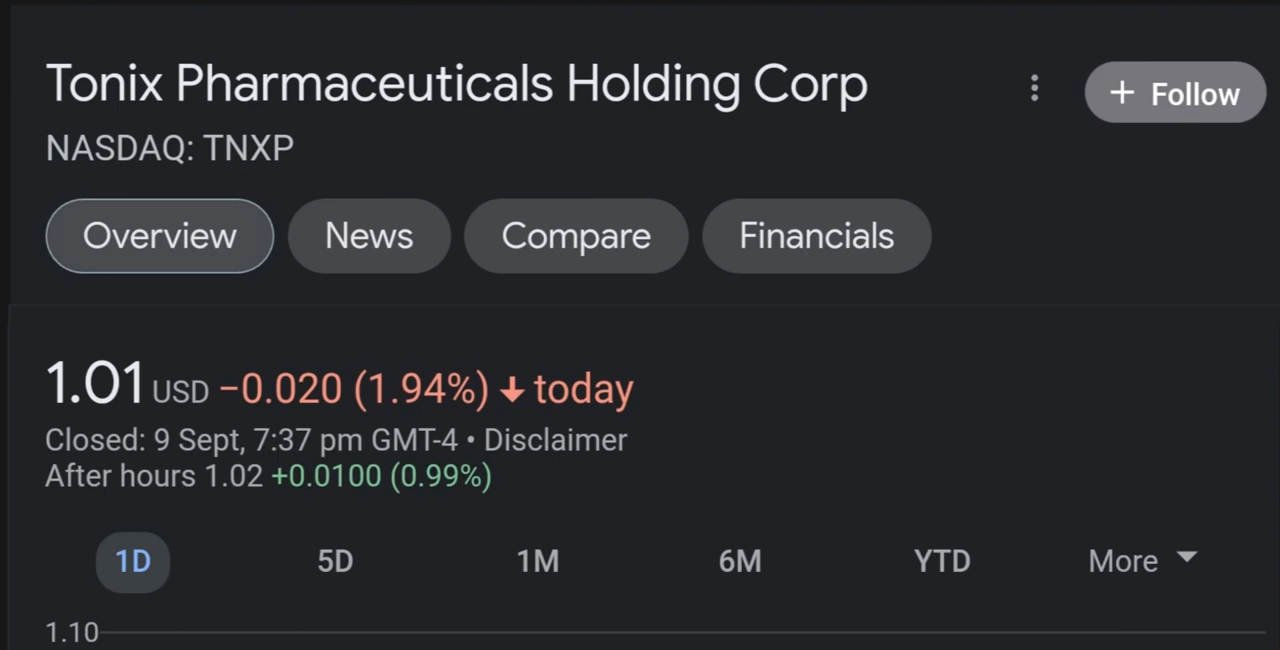 Tonix Pharmaceuticals Holding Corp
+ Follow
NASDAQ: TNXP
Overview News Compare Financials
1.01 USD −0.020 (1.94%) ↓ today
Closed: 9 Sept, 7:37 pm GMT-4 • Disclaimer
After hours 1.02 +0.0100 (0.99%)
1D 5D 1M 6M YTD More
1.10